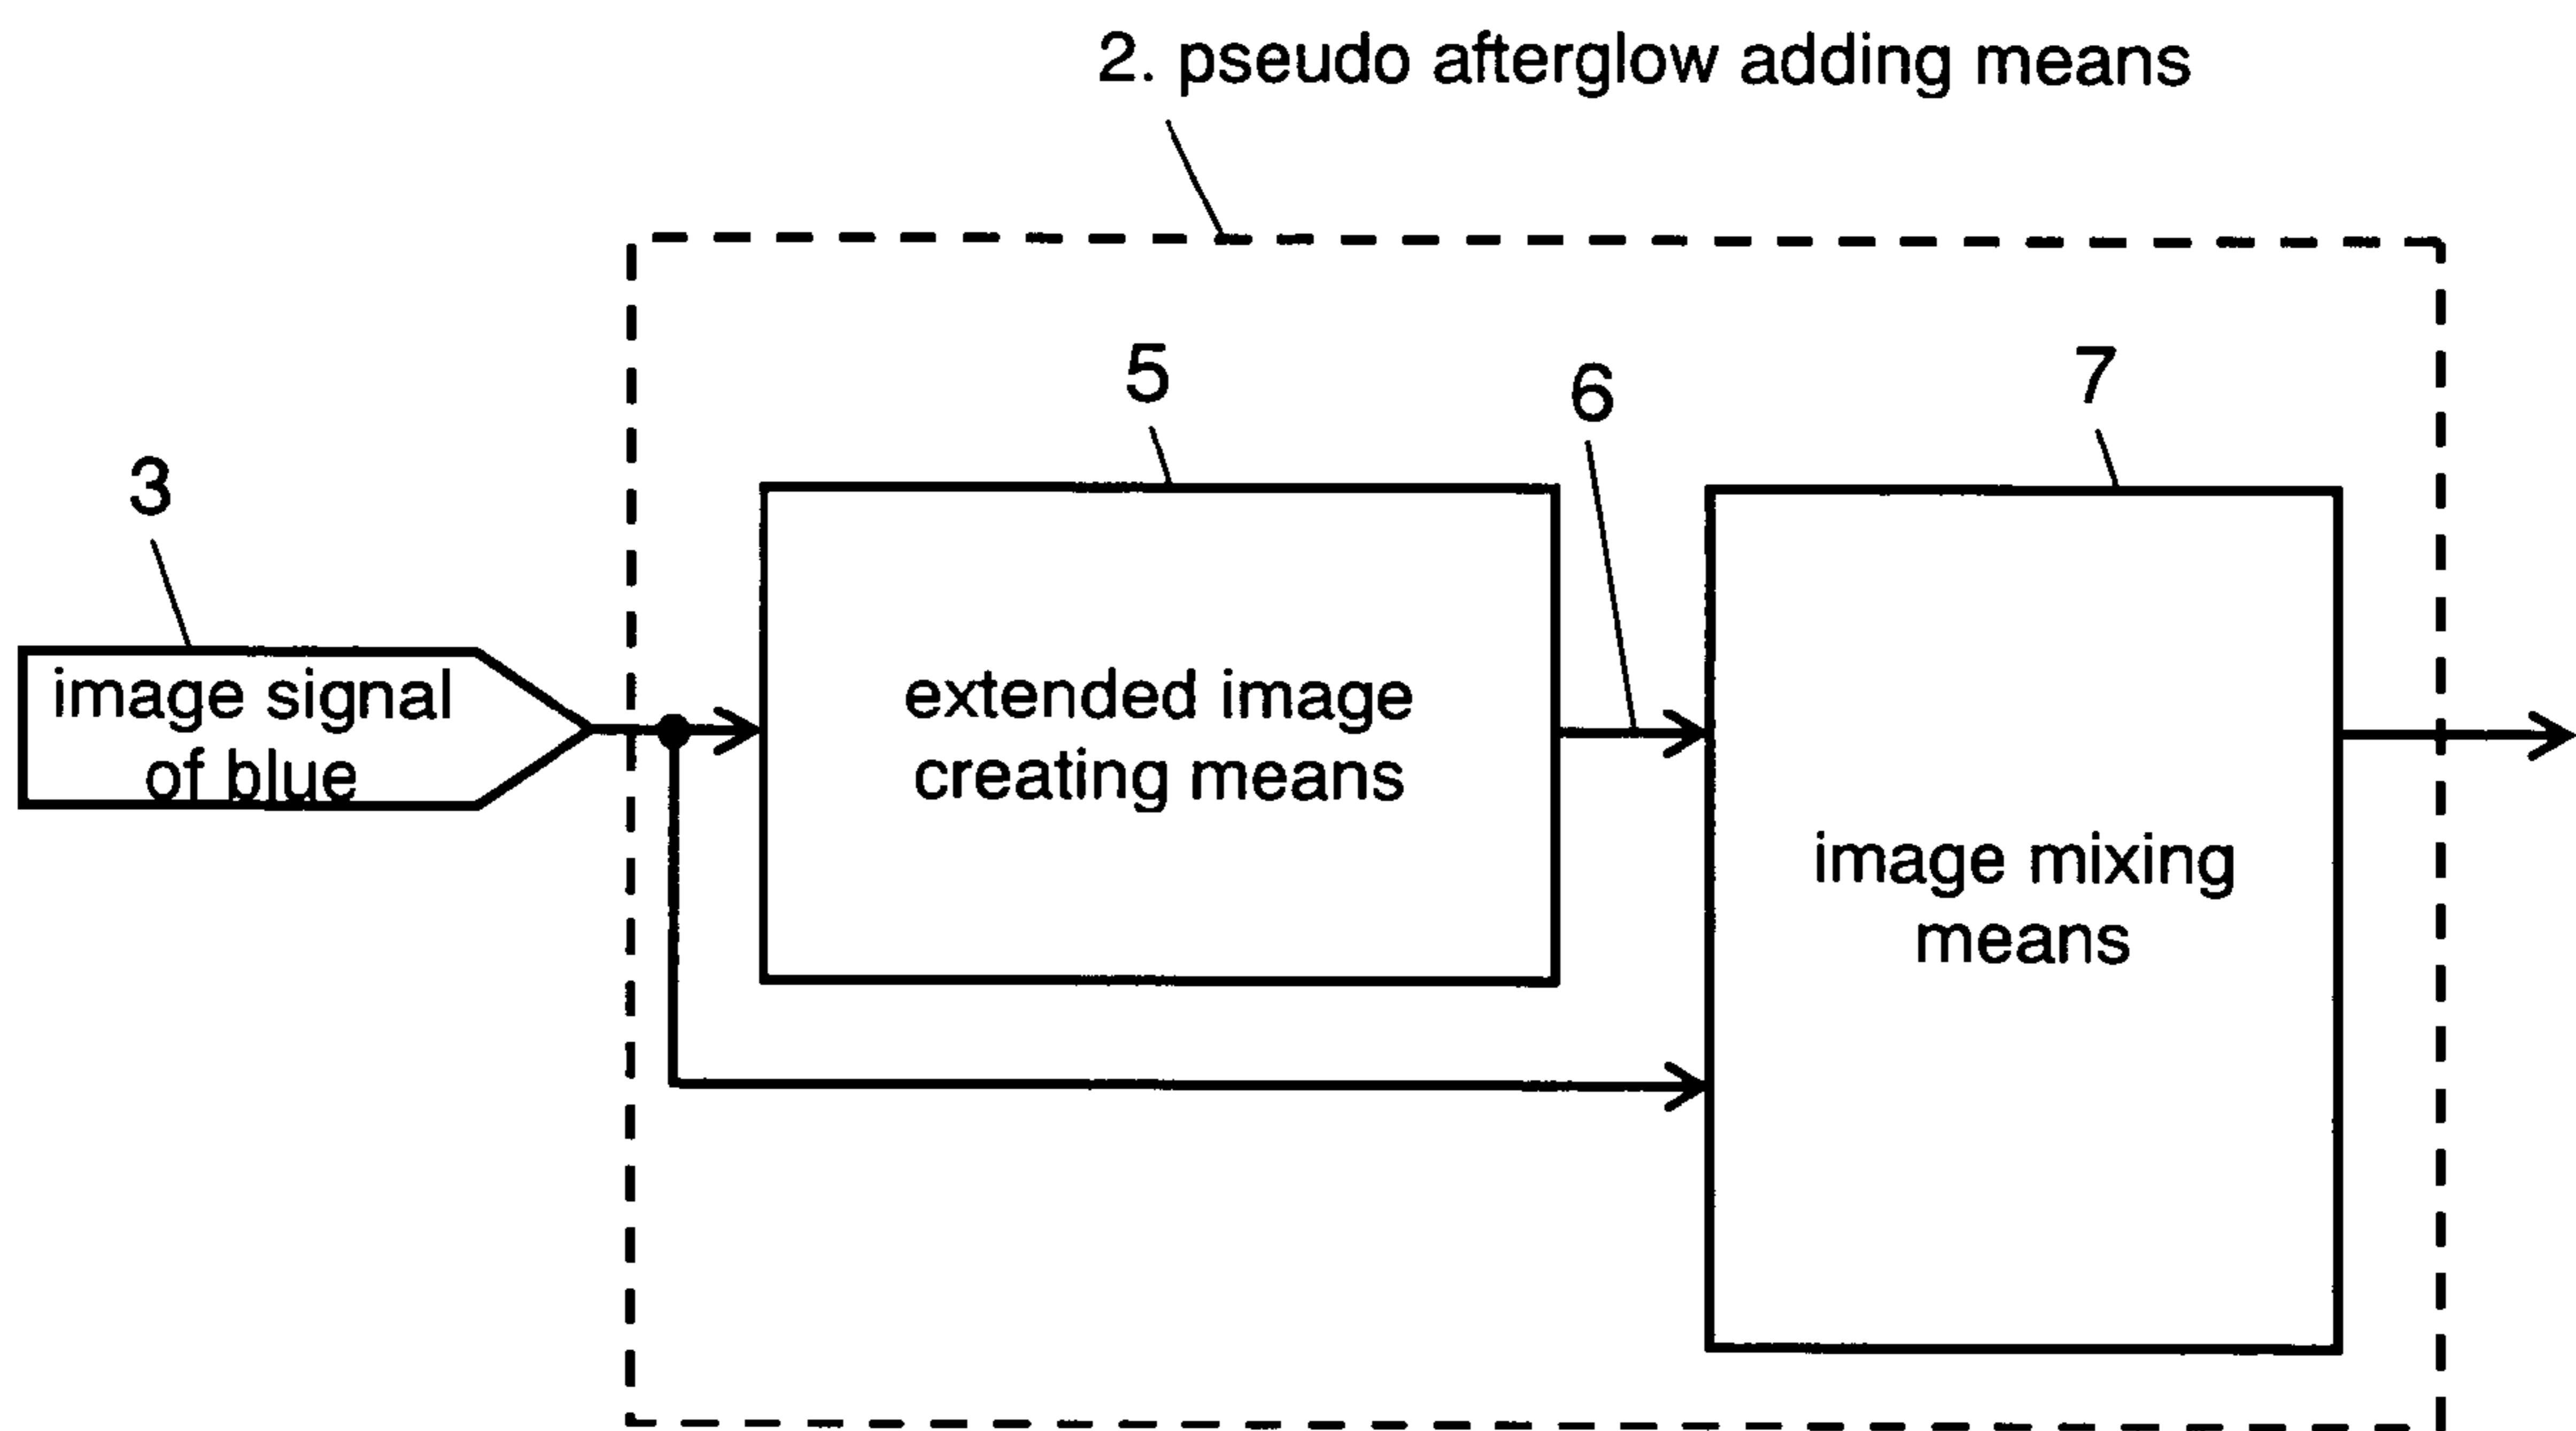 2. pseudo afterglow adding means
5
6
7
3
image signal
of blue
extended image
creating means
image mixing
means